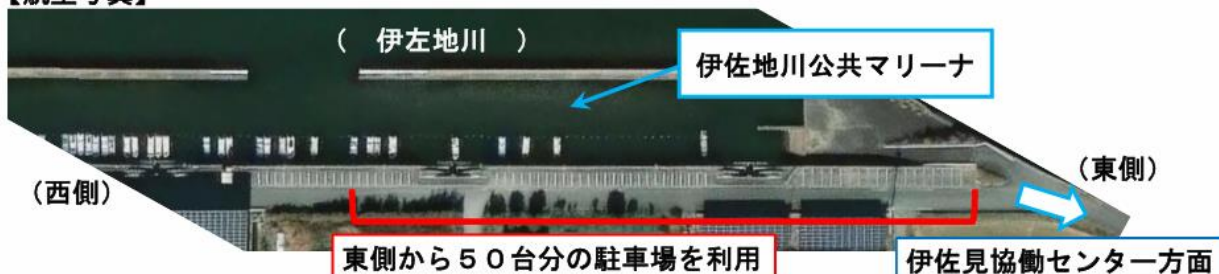 （　伊左地川　）
伊佐地川公共マリーナ
（東側）
（西側）
東側から５０台分の駐車場を利用
伊佐見協働センター方面